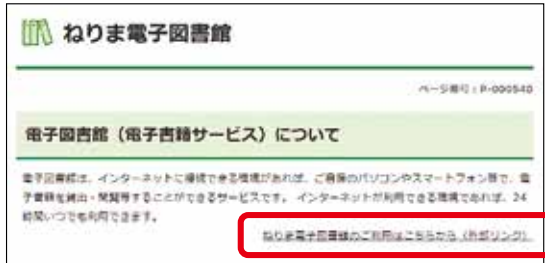 ねりま電子図書館
ページ番号：P-000540
電子図書館（電子書籍サービス）について
電子図書館は、インターネットに接続できる環境があれば、ご自身のパソコンやスマートフォン等で、電
子書籍を貸出・閲覧等することができるサービスです。 インターネットが利用できる環境であれば、24
時間いつでも利用できます。
ねりま電子図書館のご利用はこちらから（外部リンク）